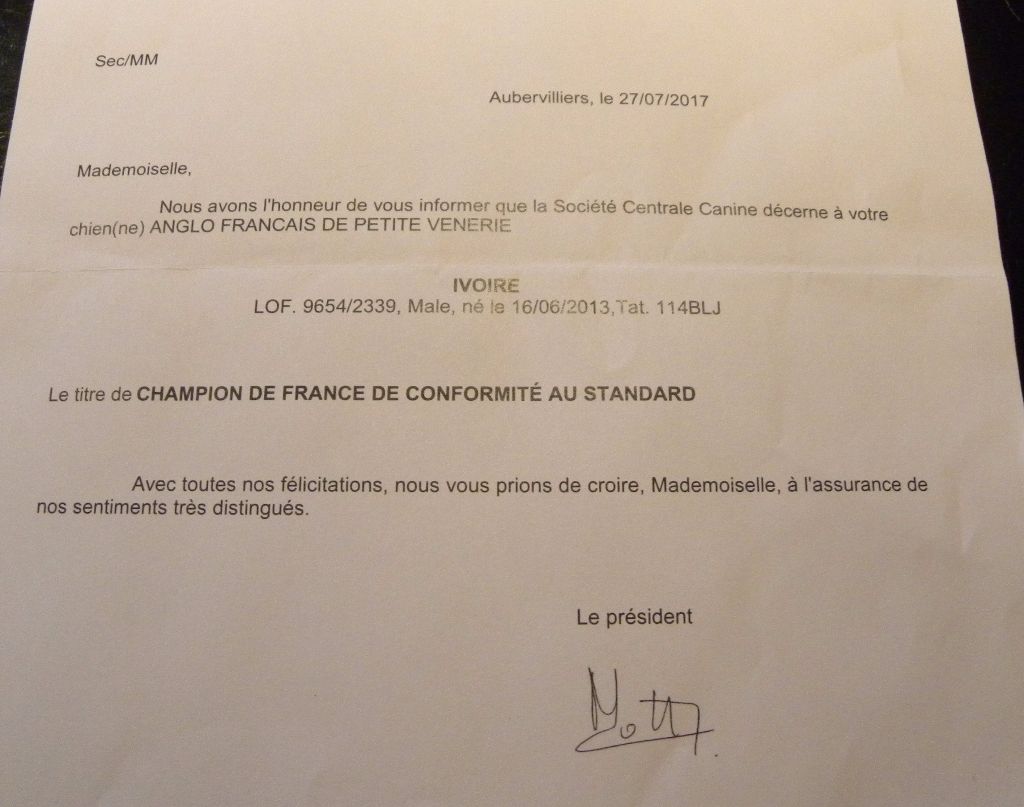 Sec/MM
Aubervilliers, le 27/07/2017
Mademoiselle,
Nous avons l'honneur de vous informer que la Société Centrale Canine décerne à votre
chien(ne) ANGLO FRANCAIS DE PETITE VENERIE
IVOIRE
LOF. 9654/2339, Male, né le 16/06/2013,Tat. 114BLJ
Le titre de CHAMPION DE FRANCE DE CONFORMITÉ AU STANDARD
Avec toutes nos félicitations, nous vous prions de croire, Mademoiselle, à l'assurance de
nos sentiments très distingués.
Le président